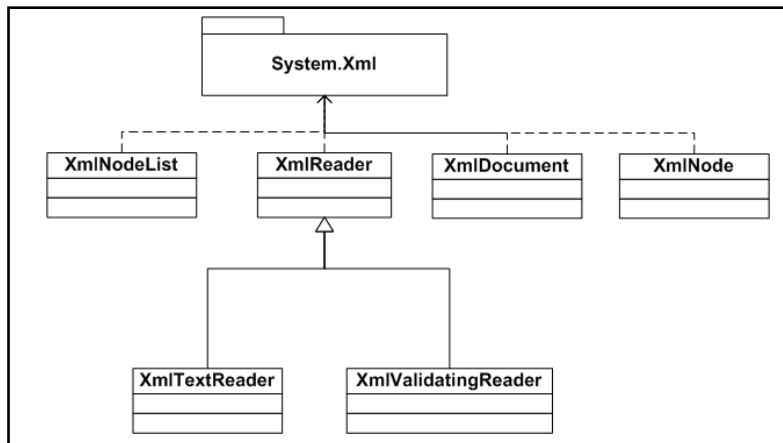 System.Xml
XmlNodeList
XmlReader
XmlDocument
XmlNode
XmlTextReader
XmlValidatingReader